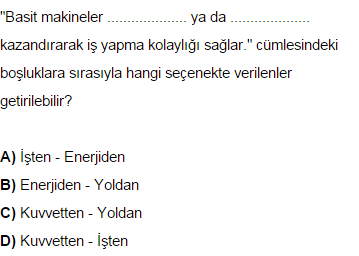 "Basit makineler ...................... ya da ......................
kazandırarak iş yapma kolaylığı sağlar." cümlesindeki
boşluklara sırasıyla hangi seçenekte verilenler
getirilebilir?
A) İşten - Enerjiden
B) Enerjiden - Yoldan
C) Kuvvetten - Yoldan
D) Kuvvetten - İşten